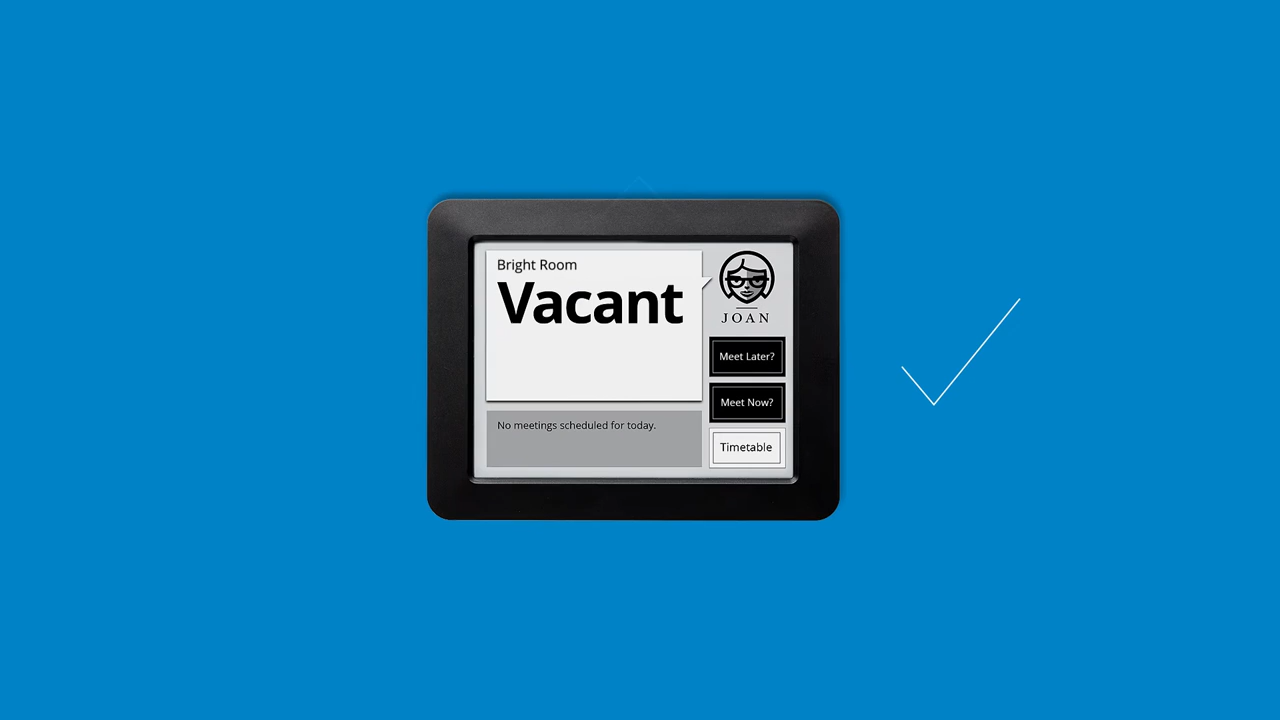 Bright Room
Vacant
No meetings scheduled for today.
JOAN
Meet Later?
Meet Now?
Timetable